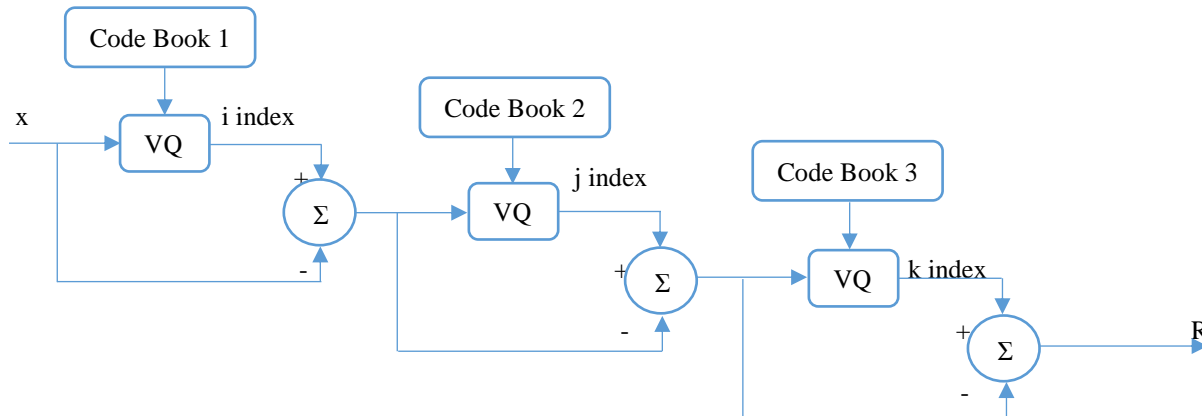 Code Book 1
x
VQ
i index
+
Σ
-
Code Book 2
VQ
j index
+
Σ
-
Code Book 3
VQ
k index
+
Σ
-
R